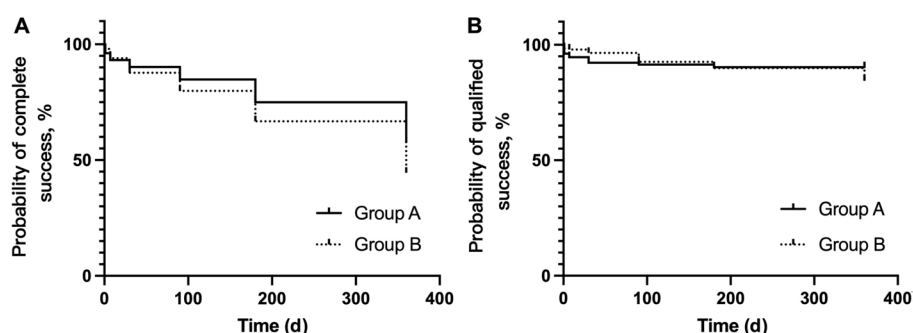 A
Probability of complete
success, %
100
50
0
0 100 200 300 400
Time (d)
Group A
Group B
B
Probability of qualified
success, %
100
50
0
0 100 200 300 400
Time (d)
Group A
Group B